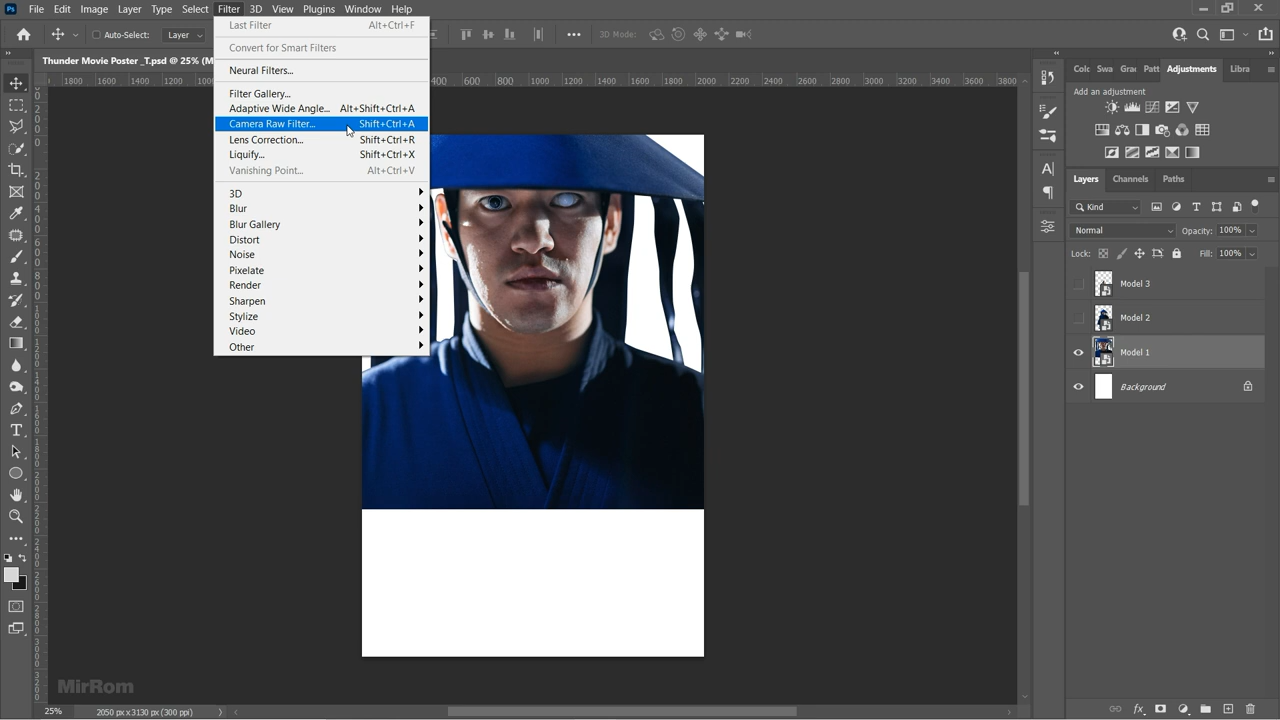 Ps File Edit Image Layer Type Select Filter 3D View Plugins Window Help
Auto-Select: Layer 3D Mode:
Thunder Movie Poster _T.psd @ 25% (M
1800 1600 1400 1200 1000 400 600 800 1000 1200 1400 1600 1800 2000 2200 2400 2600 2800 3000 3200 3400 3600 3800
Last Filter Alt+Ctrl+F
Convert for Smart Filters
Neural Filters...
Filter Gallery...
Adaptive Wide Angle... Alt+Shift+Ctrl+A
Camera Raw Filter... Shift+Ctrl+A
Lens Correction... Shift+Ctrl+R
Liquify... Shift+Ctrl+X
Vanishing Point... Alt+Ctrl+V
3D
Blur
Blur Gallery
Distort
Noise
Pixelate
Render
Sharpen
Stylize
Video
Other
Colc Swa Gra Patt Adjustments Libra
Add an adjustment
Layers Channels Paths
Kind
Normal Opacity: 100%
Lock: Fill: 100%
Model 3
Model 2
Model 1
Background
MirRom
25% 2050 px x 3130 px (300 ppi)